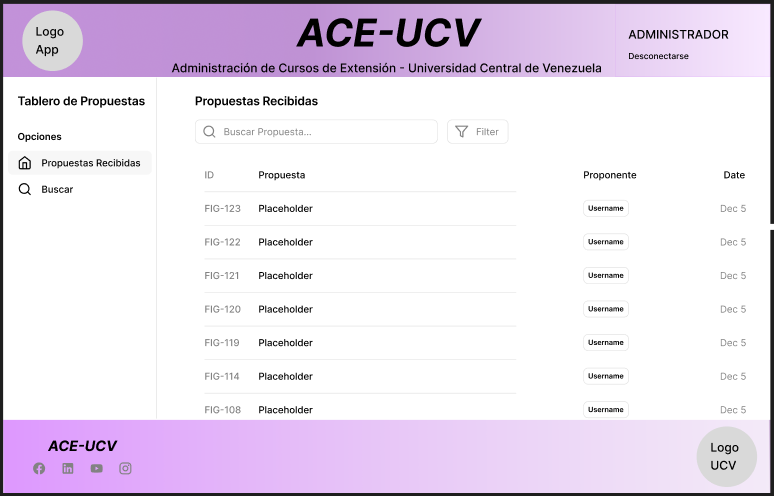 Logo
App
ACE-UCV
Administración de Cursos de Extensión - Universidad Central de Venezuela
ADMINISTRADOR
Desconectarse
Tablero de Propuestas
Opciones
Propuestas Recibidas
Buscar
Propuestas Recibidas
Buscar Propuesta...
Filter
ID Propuesta Proponente Date
FIG-123 Placeholder Username Dec 5
FIG-122 Placeholder Username Dec 5
FIG-121 Placeholder Username Dec 5
FIG-120 Placeholder Username Dec 5
FIG-119 Placeholder Username Dec 5
FIG-114 Placeholder Username Dec 5
FIG-108 Placeholder Username Dec 5
ACE-UCV
Logo
UCV